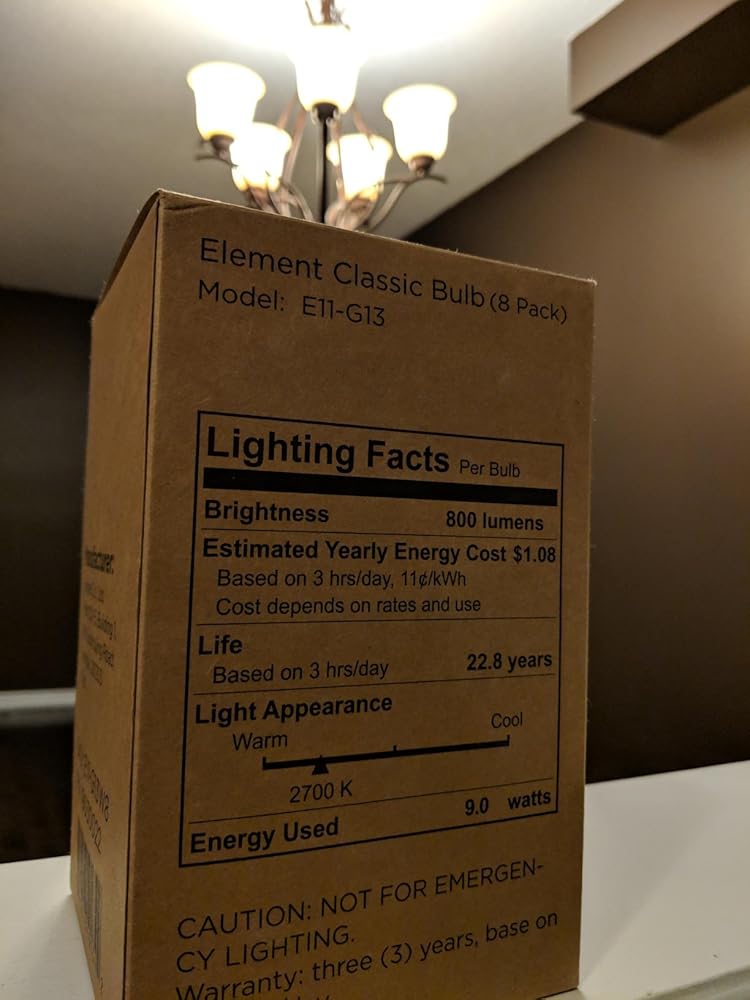 Element Classic Bulb (8 Pack)
Model: E11-G13
Lighting Facts Per Bulb
Brightness 800 lumens
Estimated Yearly Energy Cost $1.08
Based on 3 hrs/day, 11¢/kWh
Cost depends on rates and use
Life
Based on 3 hrs/day 22.8 years
Light Appearance
Warm Cool
2700 K
Energy Used 9.0 watts
CAUTION: NOT FOR EMERGEN-
CY LIGHTING.
Warranty: three (3) years, base on